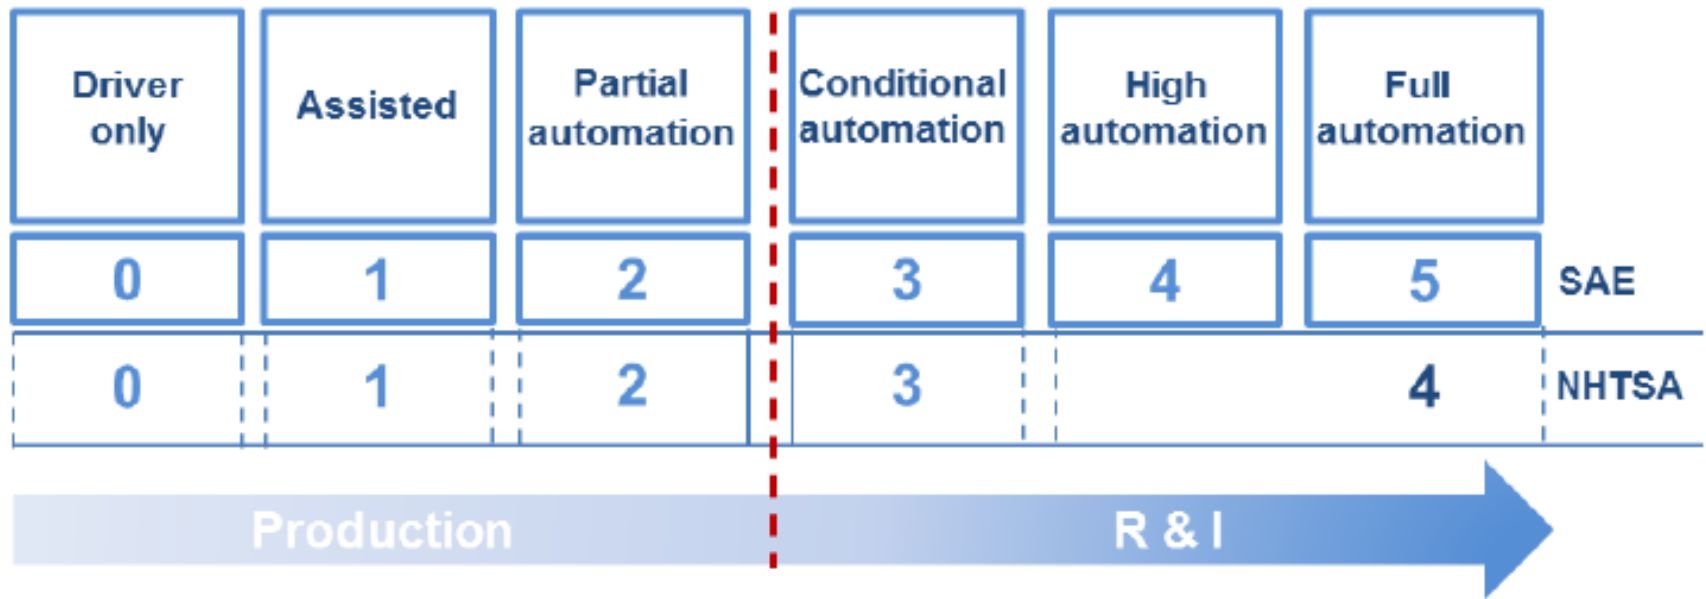 Driver
only
Assisted
Partial
automation
Conditional
automation
High
automation
Full
automation
0 1 2 3 4 5 SAE
0 1 2 3 4 NHTSA
Production R & I